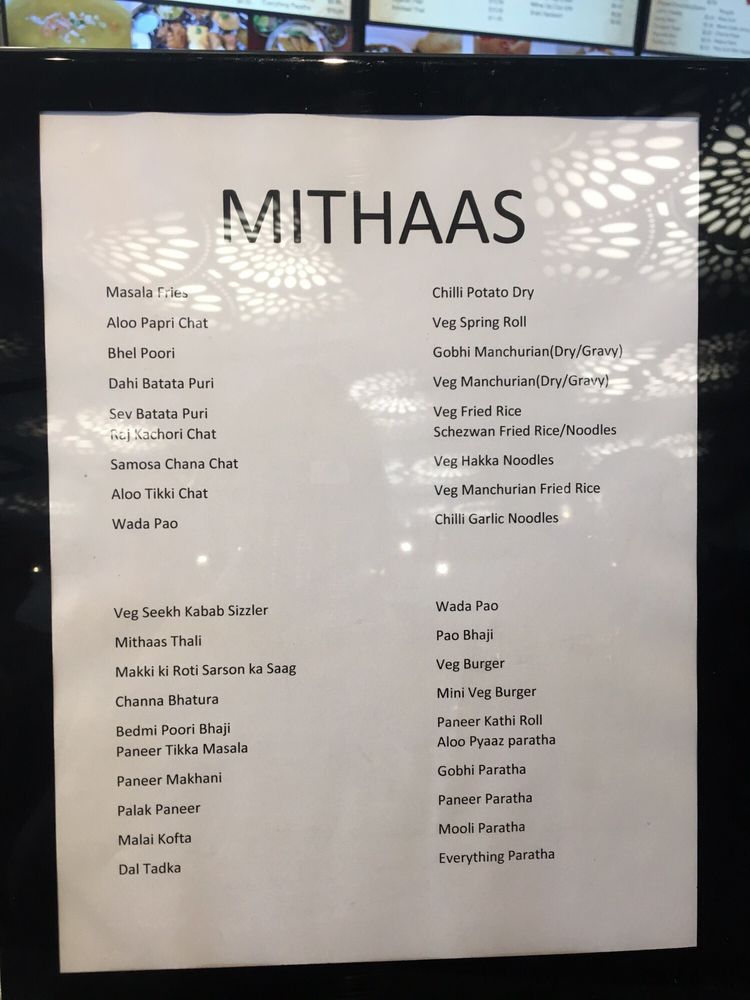 Everything Paratha
MITHAAS
Masala Fries
Aloo Papri Chat
Bhel Poori
Dahi Batata Puri
Sev Batata Puri
Raj Kachori Chat
Samosa Chana Chat
Aloo Tikki Chat
Wada Pao
Chilli Potato Dry
Veg Spring Roll
Gobhi Manchurian(Dry/Gravy)
Veg Manchurian(Dry/Gravy)
Veg Fried Rice
Schezwan Fried Rice/Noodles
Veg Hakka Noodles
Veg Manchurian Fried Rice
Chilli Garlic Noodles
Veg Seekh Kabab Sizzler
Mithaas Thali
Makki ki Roti Sarson ka Saag
Channa Bhatura
Bedmi Poori Bhaji
Paneer Tikka Masala
Paneer Makhani
Palak Paneer
Malai Kofta
Dal Tadka
Wada Pao
Pao Bhaji
Veg Burger
Mini Veg Burger
Paneer Kathi Roll
Aloo Pyaaz paratha
Gobhi Paratha
Paneer Paratha
Mooli Paratha
Everything Paratha